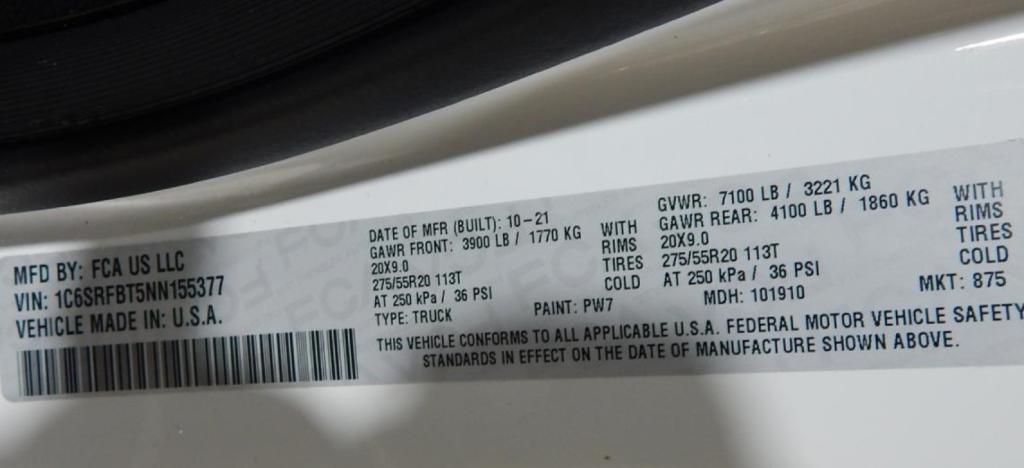 MFD BY: FCA US LLC
VIN: 1C6SRFBT5NN155377
VEHICLE MADE IN: U.S.A.
DATE OF MFR (BUILT): 10-21
GAWR FRONT: 3900 LB / 1770 KG WITH
20X9.0 RIMS
275/55R20 113T TIRES
AT 250 kPa / 36 PSI COLD
TYPE: TRUCK PAINT: PW7
GVWR: 7100 LB / 3221 KG
GAWR REAR: 4100 LB / 1860 KG WITH
20X9.0 RIMS
275/55R20 113T TIRES
AT 250 kPa / 36 PSI COLD
MDH: 101910 MKT: 875
THIS VEHICLE CONFORMS TO ALL APPLICABLE U.S.A. FEDERAL MOTOR VEHICLE SAFETY
STANDARDS IN EFFECT ON THE DATE OF MANUFACTURE SHOWN ABOVE.